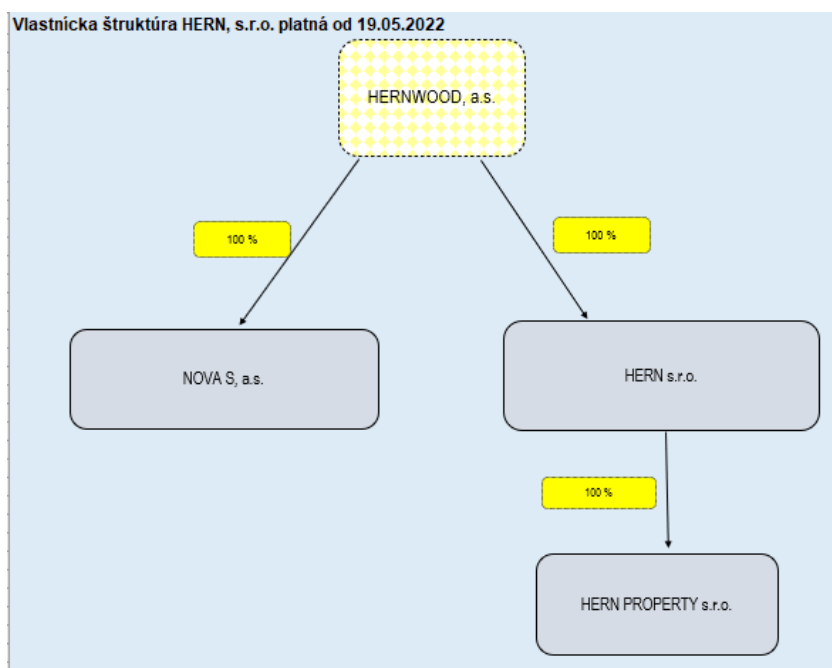 Vlastnícka štruktúra HERN, s.r.o. platná od 19.05.2022
HERNWOOD, a.s.
100 %
100 %
NOVA S, a.s.
HERN s.r.o.
100 %
HERN PROPERTY s.r.o.